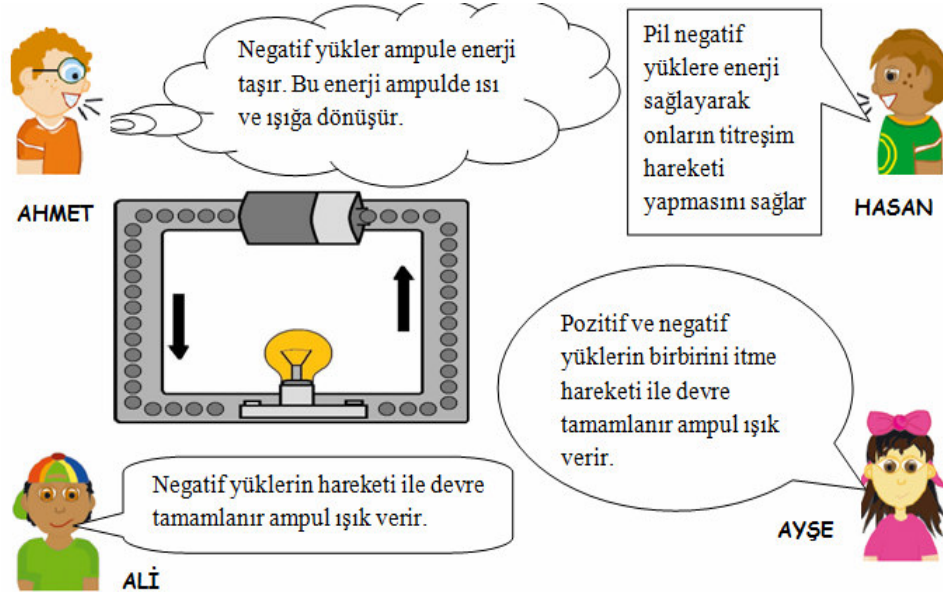 Negatif yükler ampule enerji
taşır. Bu enerji ampulde ısı
ve ışığa dönüşür.
AHMET
Pil negatif
yüklere enerji
sağlayarak
onların titreşim
hareketi
yapmasını sağlar
HASAN
Pozitif ve negatif
yüklerin birbirini itme
hareketi ile devre
tamamlanır ampul ışık
verir.
AYŞE
Negatif yüklerin hareketi ile devre
tamamlanır ampul ışık verir.
ALİ